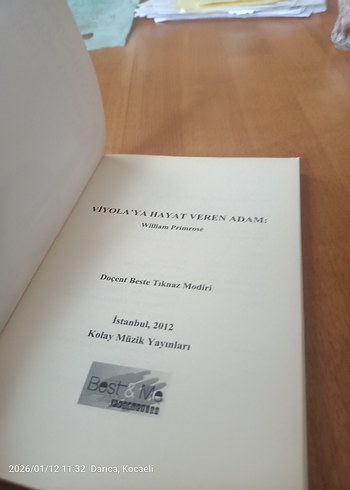 VİYOLA'YA HAYAT VEREN ADAM:
William Primrose
Doçent Beste Tıknaz Modiri
İstanbul, 2012
Kolay Müzik Yayınları
Best & Me
2026/01/12 11:32 Darıca, Kocaeli